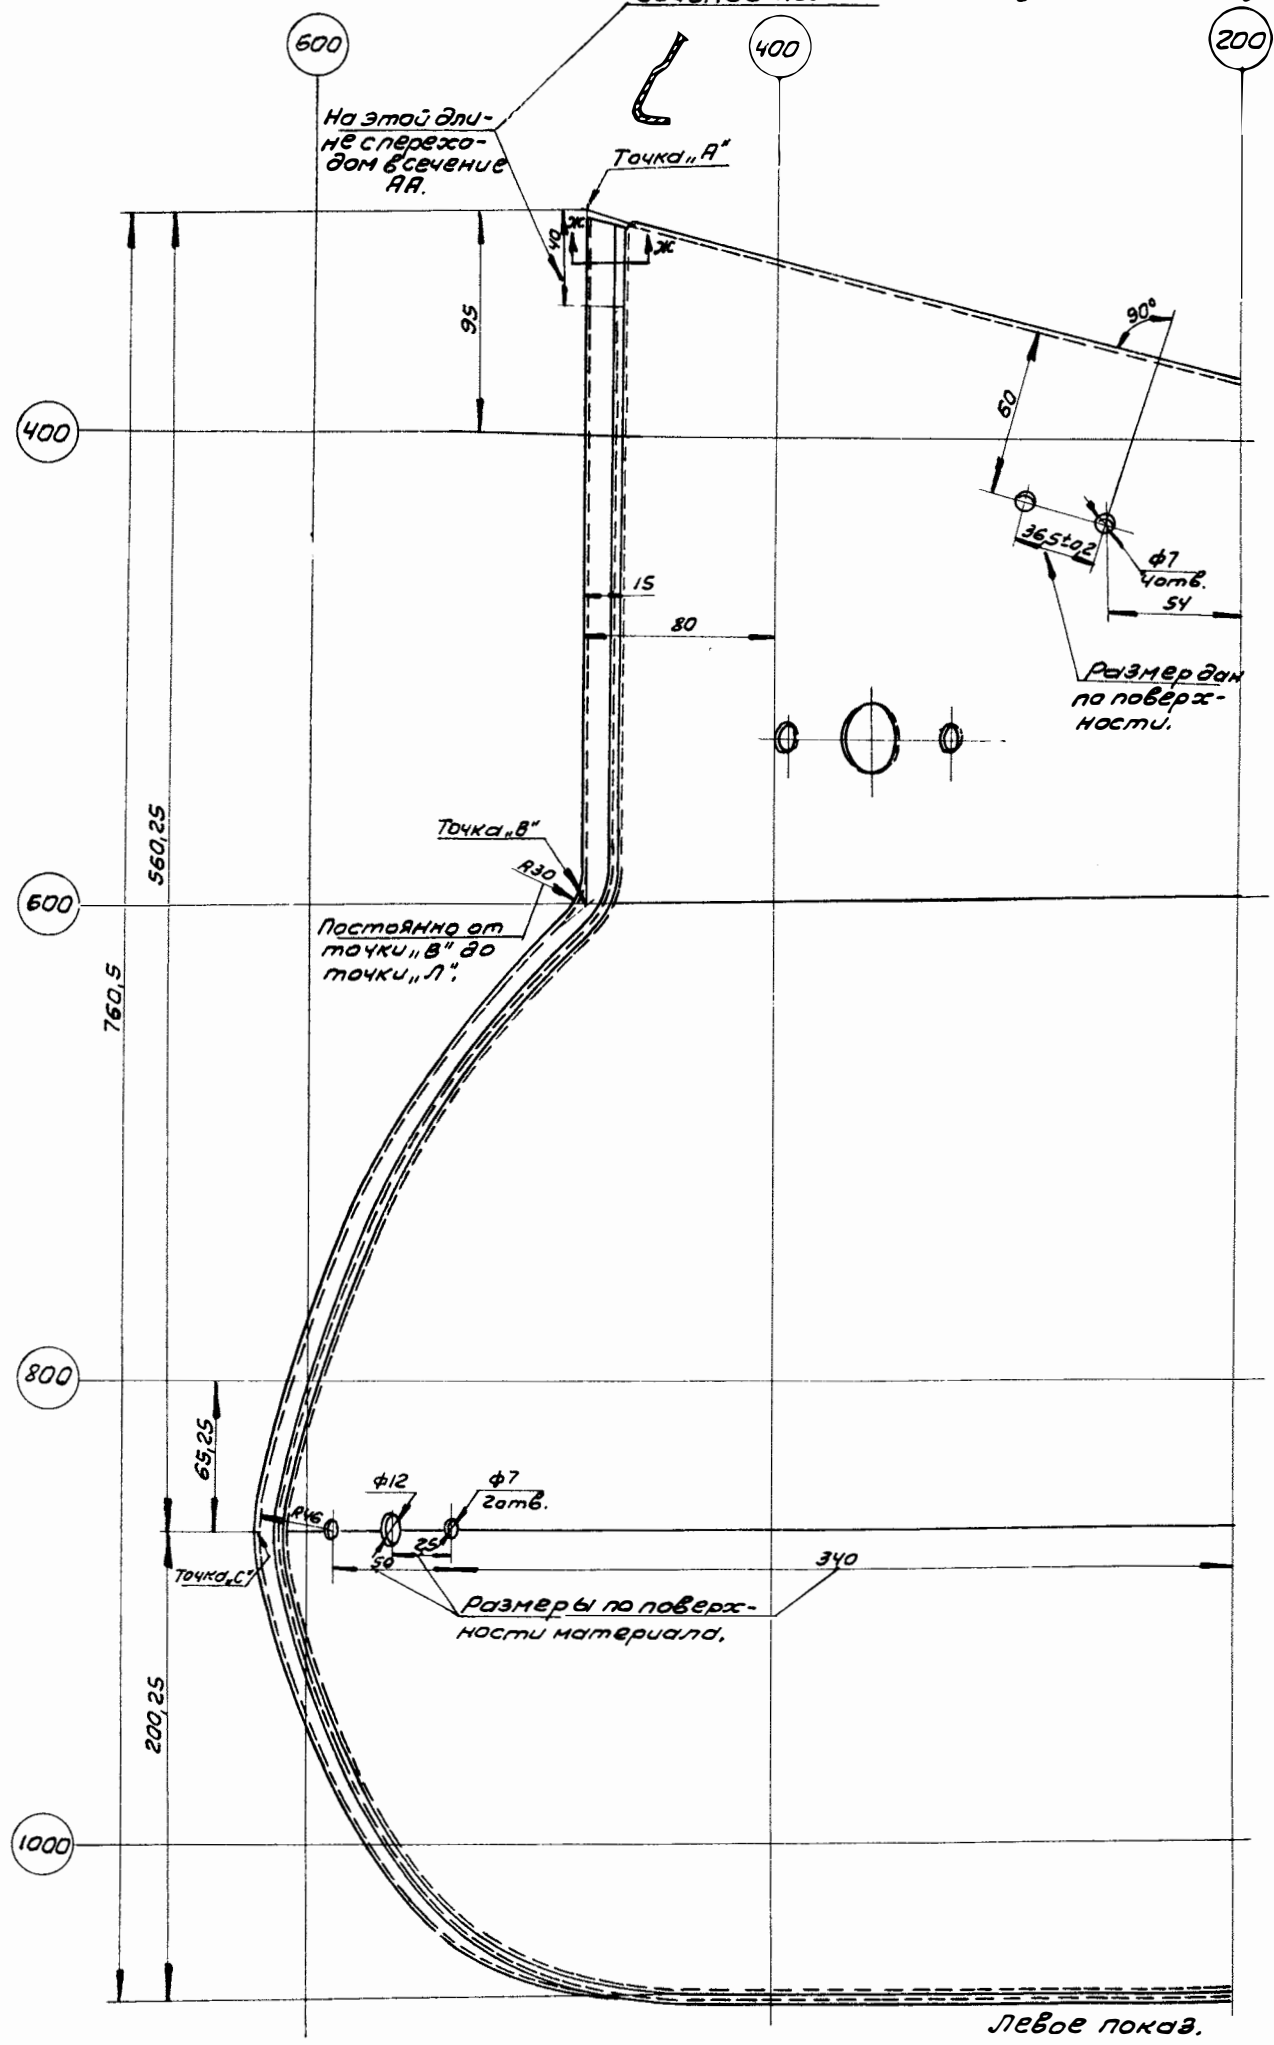 600
400
200
На этой дли-
не с перехо-
дом в сечение
АА.
Точка „А"
Ж
Ж
40
95
90°
60
400
36,5±0,2
ф7
4отв.
54
15
80
Размер дан
по поверх-
ности.
560,25
Точка „В"
R30
600
Постоянно от
точки „В" до
точки „Л".
760,5
800
65,25
ф12
ф7
2отв.
R46
25
50
340
Точка „С"
Размеры по поверх-
ности материала.
200,25
1000
Левое показ.